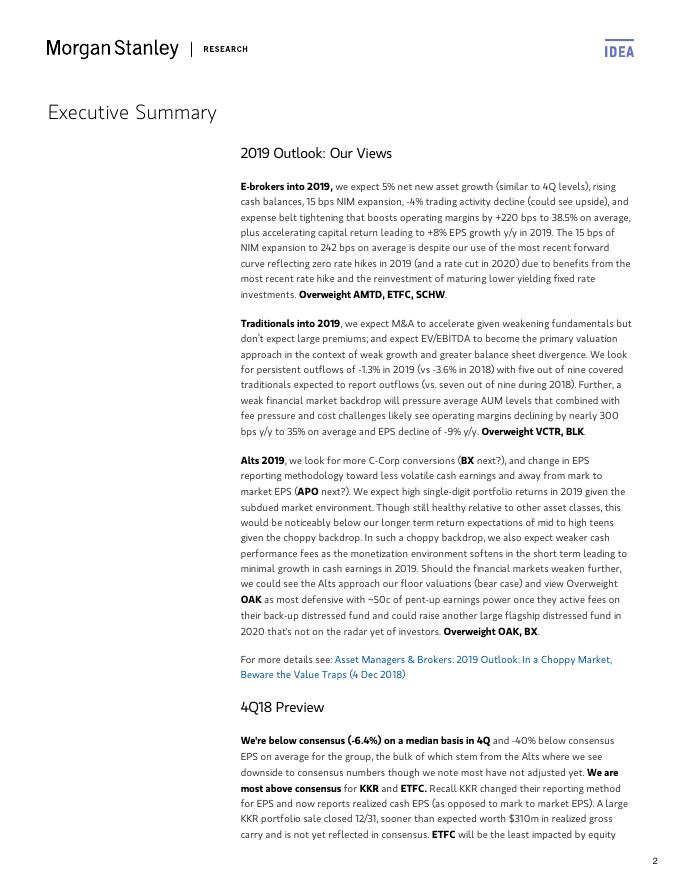 Morgan Stanley | RESEARCH
IDEA
Executive Summary
2019 Outlook: Our Views
E-brokers into 2019, we expect 5% net new asset growth (similar to 4Q levels), rising
cash balances, 15 bps NIM expansion, -4% trading activity decline (could see upside), and
expense belt tightening that boosts operating margins by +220 bps to 38.5% on average,
plus accelerating capital return leading to +8% EPS growth y/y in 2019. The 15 bps of
NIM expansion to 242 bps on average is despite our use of the most recent forward
curve reflecting zero rate hikes in 2019 (and a rate cut in 2020) due to benefits from the
most recent rate hike and the reinvestment of maturing lower yielding fixed rate
investments. Overweight AMTD, ETFC, SCHW.
Traditionals into 2019, we expect M&A to accelerate given weakening fundamentals but
don't expect large premiums; and expect EV/EBITDA to become the primary valuation
approach in the context of weak growth and greater balance sheet divergence. We look
for persistent outflows of -1.3% in 2019 (vs -3.6% in 2018) with five out of nine covered
traditionals expected to report outflows (vs. seven out of nine during 2018). Further, a
weak financial market backdrop will pressure average AUM levels that combined with
fee pressure and cost challenges likely see operating margins declining by nearly 300
bps y/y to 35% on average and EPS decline of -9% y/y. Overweight VCTR, BLK.
Alts 2019, we look for more C-Corp conversions (BX next?), and change in EPS
reporting methodology toward less volatile cash earnings and away from mark to
market EPS (APO next?). We expect high single-digit portfolio returns in 2019 given the
subdued market environment. Though still healthy relative to other asset classes, this
would be noticeably below our longer term return expectations of mid to high teens
given the choppy backdrop. In such a choppy backdrop, we also expect weaker cash
performance fees as the monetization environment softens in the short term leading to
minimal growth in cash earnings in 2019. Should the financial markets weaken further,
we could see the Alts approach our floor valuations (bear case) and view Overweight
OAK as most defensive with ~50c of pent-up earnings power once they active fees on
their back-up distressed fund and could raise another large flagship distressed fund in
2020 that's not on the radar yet of investors. Overweight OAK, BX.
For more details see: Asset Managers & Brokers: 2019 Outlook: In a Choppy Market,
Beware the Value Traps (4 Dec 2018)
4Q18 Preview
We're below consensus (-6.4%) on a median basis in 4Q and -40% below consensus
EPS on average for the group, the bulk of which stem from the Alts where we see
downside to consensus numbers though we note most have not adjusted yet. We are
most above consensus for KKR and ETFC. Recall KKR changed their reporting method
for EPS and now reports realized cash EPS (as opposed to mark to market EPS). A large
KKR portfolio sale closed 12/31, sooner than expected worth $310m in realized gross
carry and is not yet reflected in consensus. ETFC will be the least impacted by equity
2